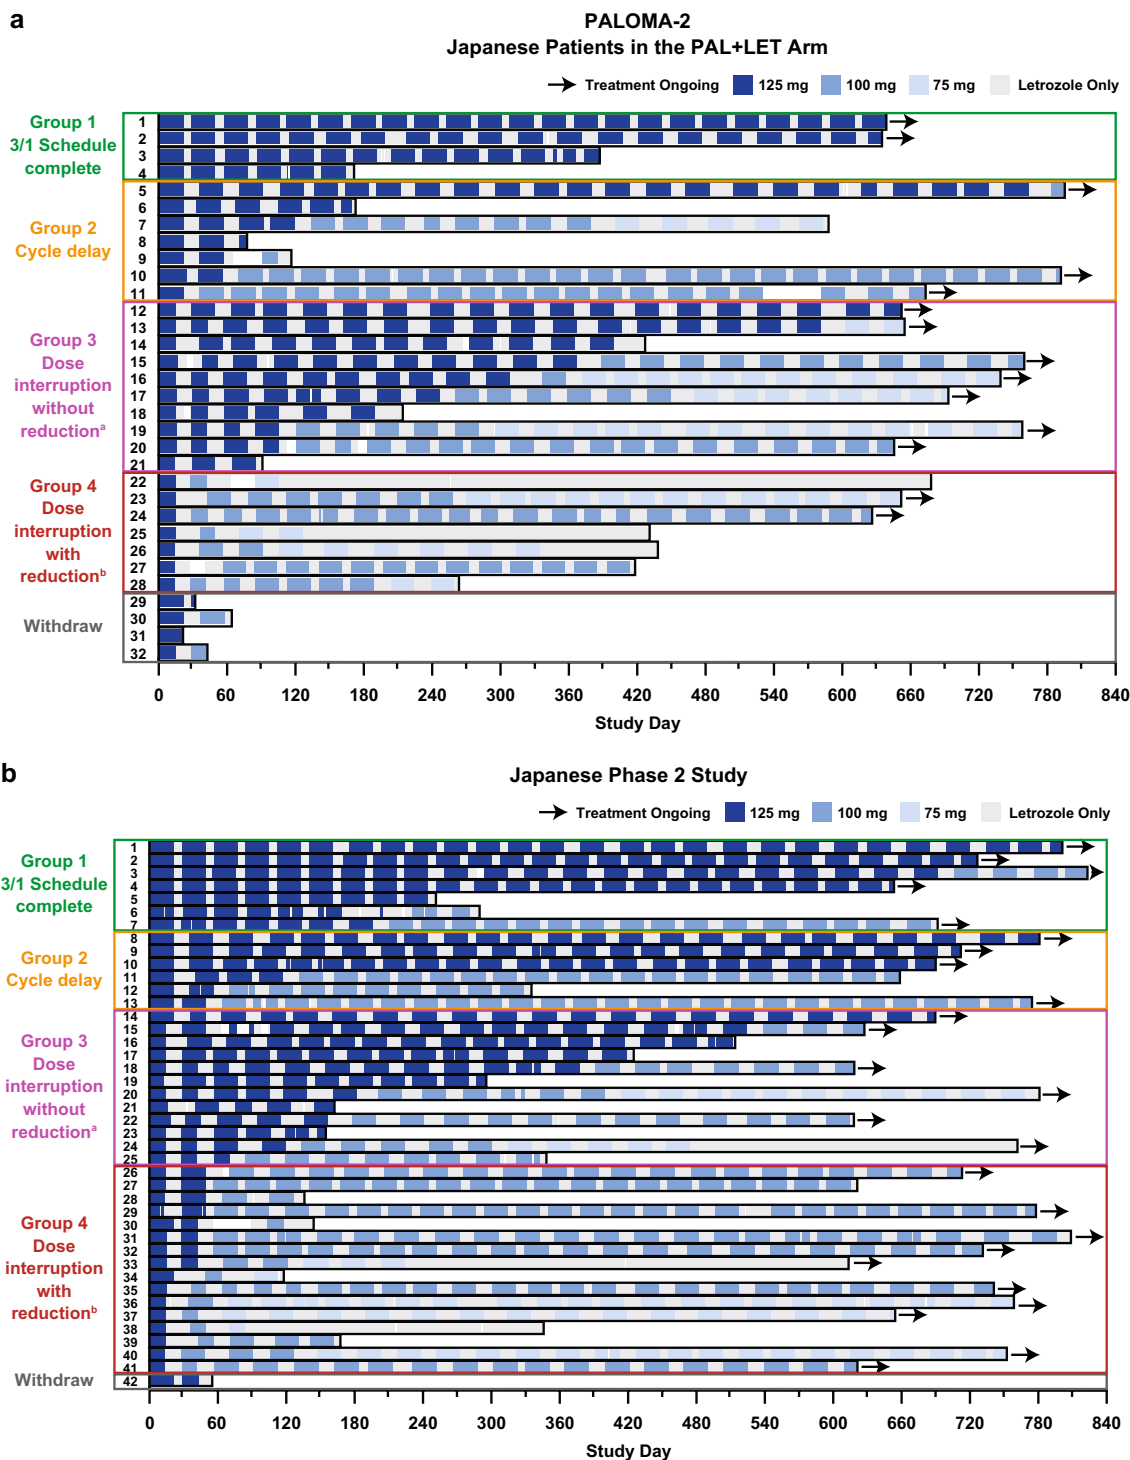 a
PALOMA-2
Japanese Patients in the PAL+LET Arm
Treatment Ongoing 125 mg 100 mg 75 mg Letrozole Only
Group 1
3/1 Schedule
complete
1
2
3
4
Group 2
Cycle delay
5
6
7
8
9
10
11
Group 3
Dose
interruption
without
reductionᵃ
12
13
14
15
16
17
18
19
20
21
Group 4
Dose
interruption
with
reductionᵇ
22
23
24
25
26
27
28
Withdraw
29
30
31
32
0 60 120 180 240 300 360 420 480 540 600 660 720 780 840
Study Day
b
Japanese Phase 2 Study
Treatment Ongoing 125 mg 100 mg 75 mg Letrozole Only
Group 1
3/1 Schedule
complete
1
2
3
4
5
6
7
Group 2
Cycle delay
8
9
10
11
12
13
Group 3
Dose
interruption
without
reductionᵃ
14
15
16
17
18
19
20
21
22
23
24
25
Group 4
Dose
interruption
with
reductionᵇ
26
27
28
29
30
31
32
33
34
35
36
37
38
39
40
41
Withdraw
42
0 60 120 180 240 300 360 420 480 540 600 660 720 780 840
Study Day